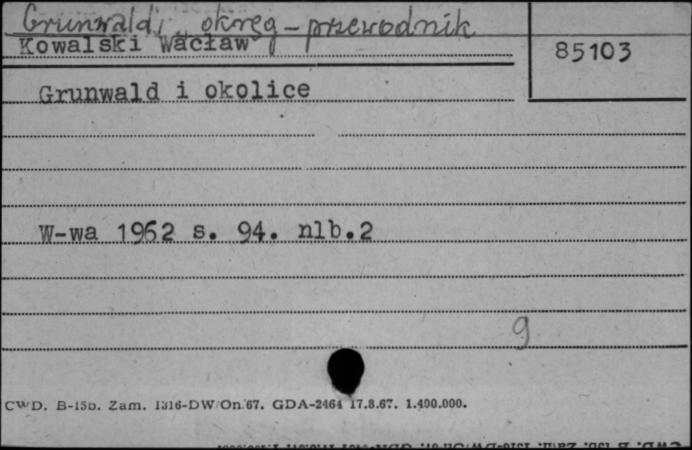 Grunwald i okręg - przewodnik
Kowalski Wacław
85103
Grunwald i okolice
W-wa 1962 s. 94. nlb.2
9
CWD. B-15b. Zam. 1316-DW/On/67. GDA-2464 17.8.67. 1.400.000.